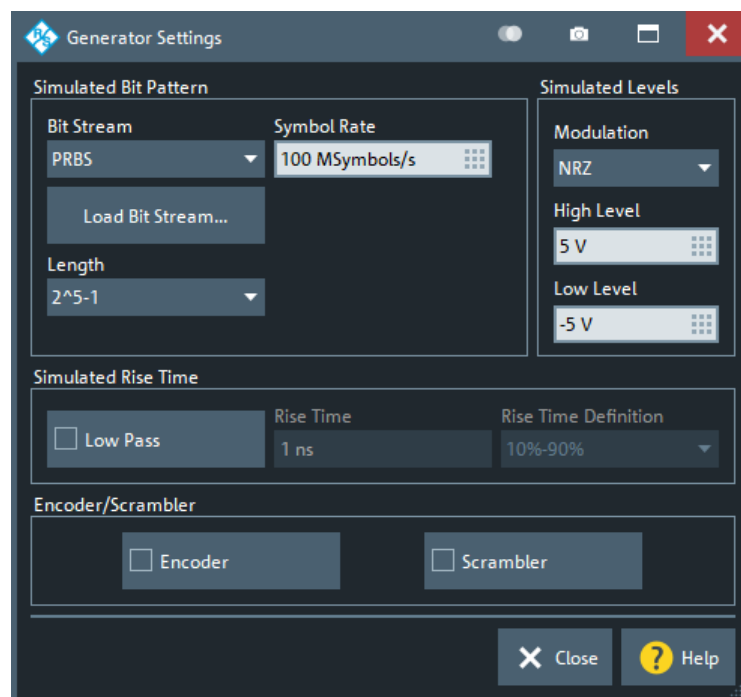 R&S Generator Settings
Simulated Bit Pattern
Bit Stream
PRBS
Symbol Rate
100 MSymbols/s
Load Bit Stream...
Length
2^5-1
Simulated Levels
Modulation
NRZ
High Level
5 V
Low Level
-5 V
Simulated Rise Time
Low Pass
Rise Time
1 ns
Rise Time Definition
10%-90%
Encoder/Scrambler
Encoder
Scrambler
Close
? Help